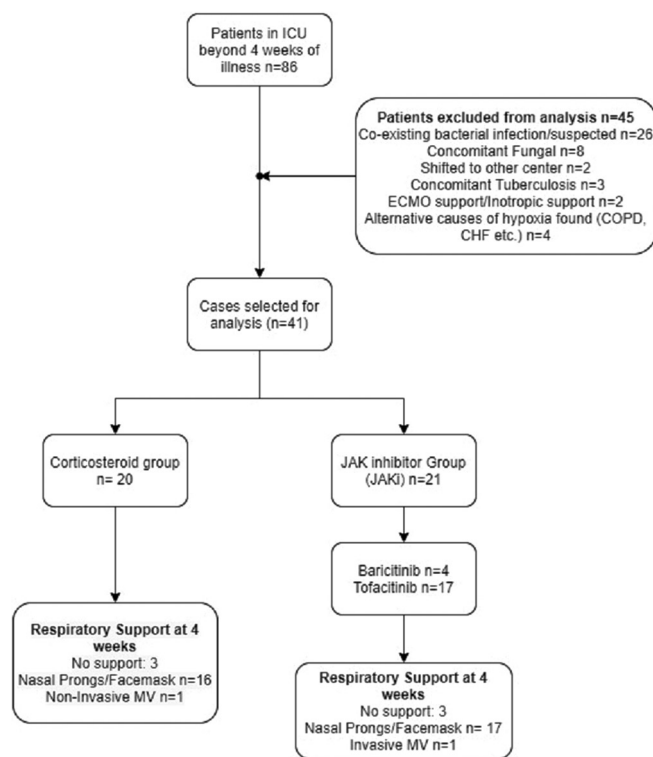 Patients in ICU
beyond 4 weeks of
illness n=86
Patients excluded from analysis n=45
Co-existing bacterial infection/suspected n=26
Concomitant Fungal n=8
Shifted to other center n=2
Concomitant Tuberculosis n=3
ECMO support/Inotropic support n=2
Alternative causes of hypoxia found (COPD,
CHF etc.) n=4
Cases selected for
analysis (n=41)
Corticosteroid group
n= 20
JAK inhibitor Group
(JAKi) n=21
Baricitinib n=4
Tofacitinib n=17
Respiratory Support at 4
weeks
No support: 3
Nasal Prongs/Facemask n=16
Non-Invasive MV n=1
Respiratory Support at 4
weeks
No support: 3
Nasal Prongs/Facemask n= 17
Invasive MV n=1